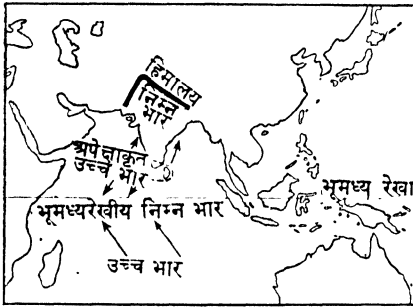 हिमालय
निम्न
भार
अपेक्षाकृत
उच्च भार
भूमध्य रेखा
भूमध्यरेखीय निम्न भार
उच्च भार